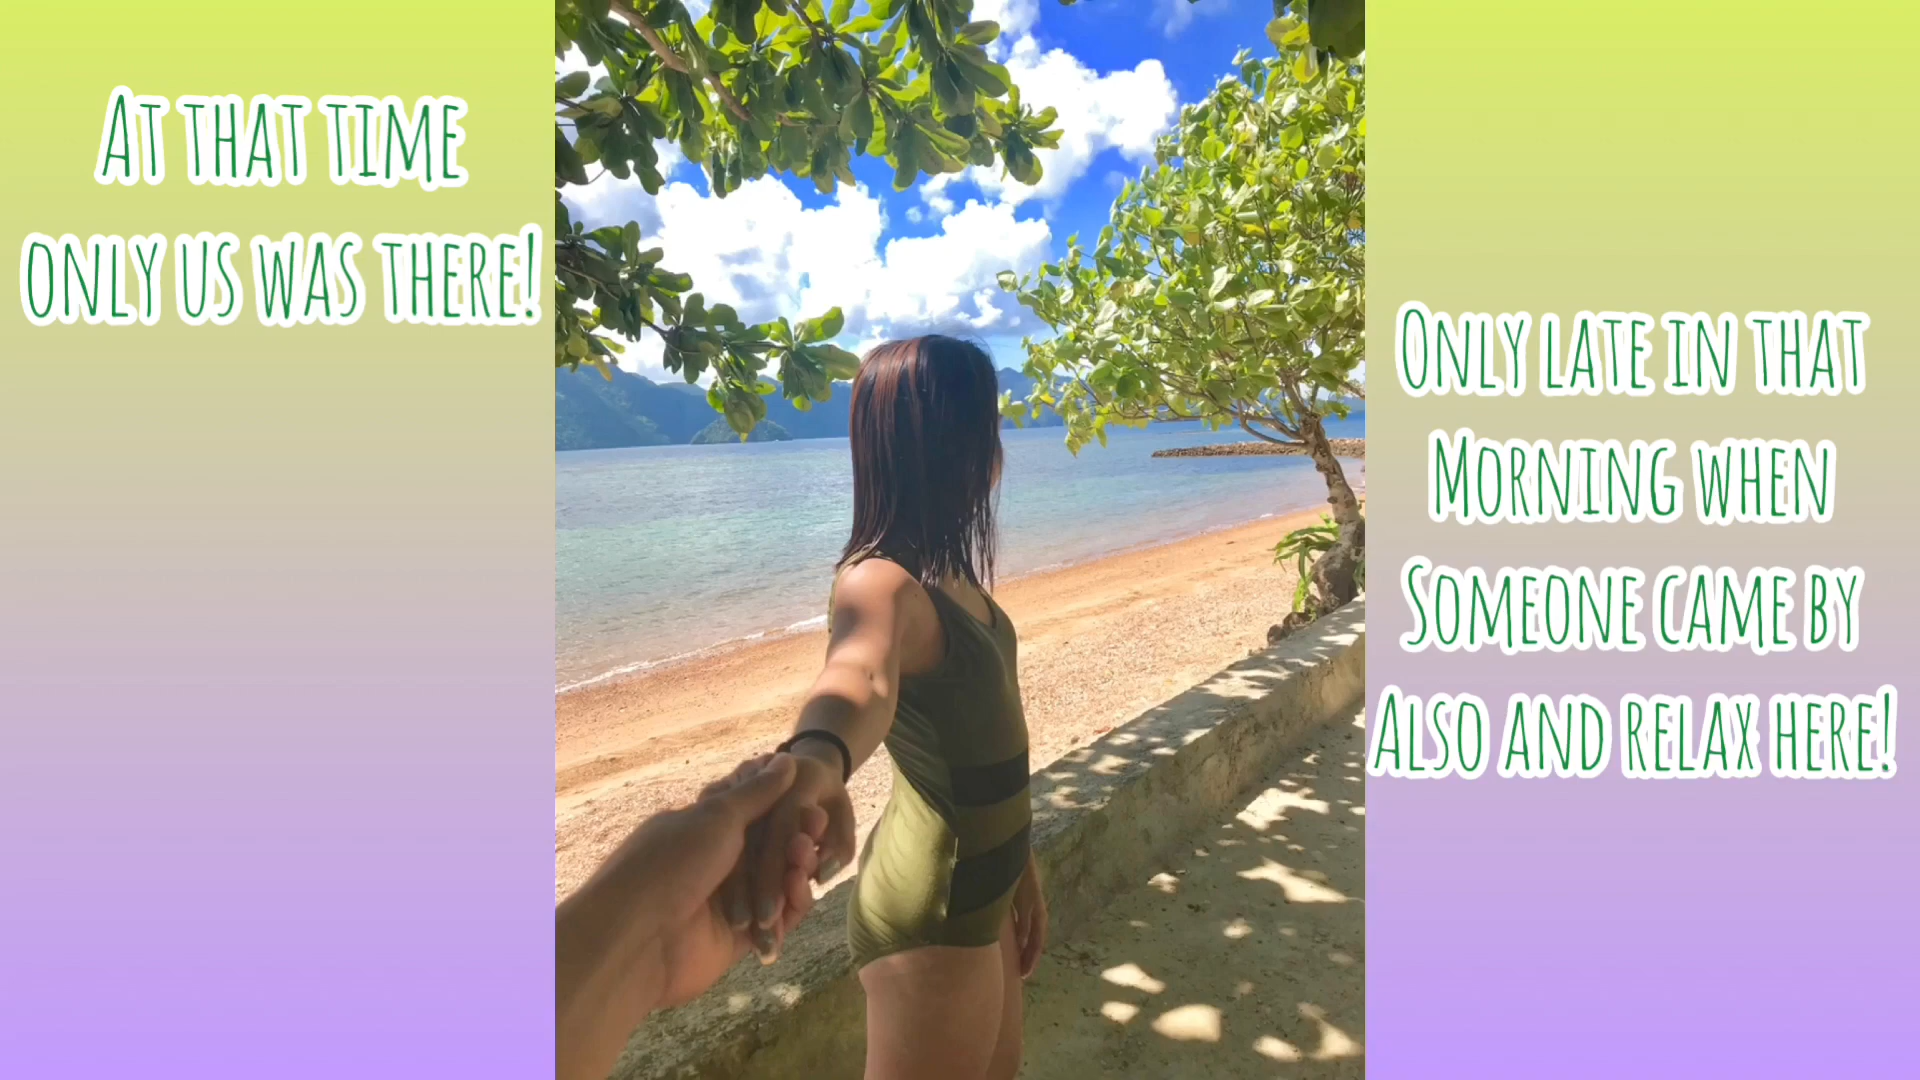 At that time
only us was there!
Only late in that
Morning when
Someone came by
Also and relax here!